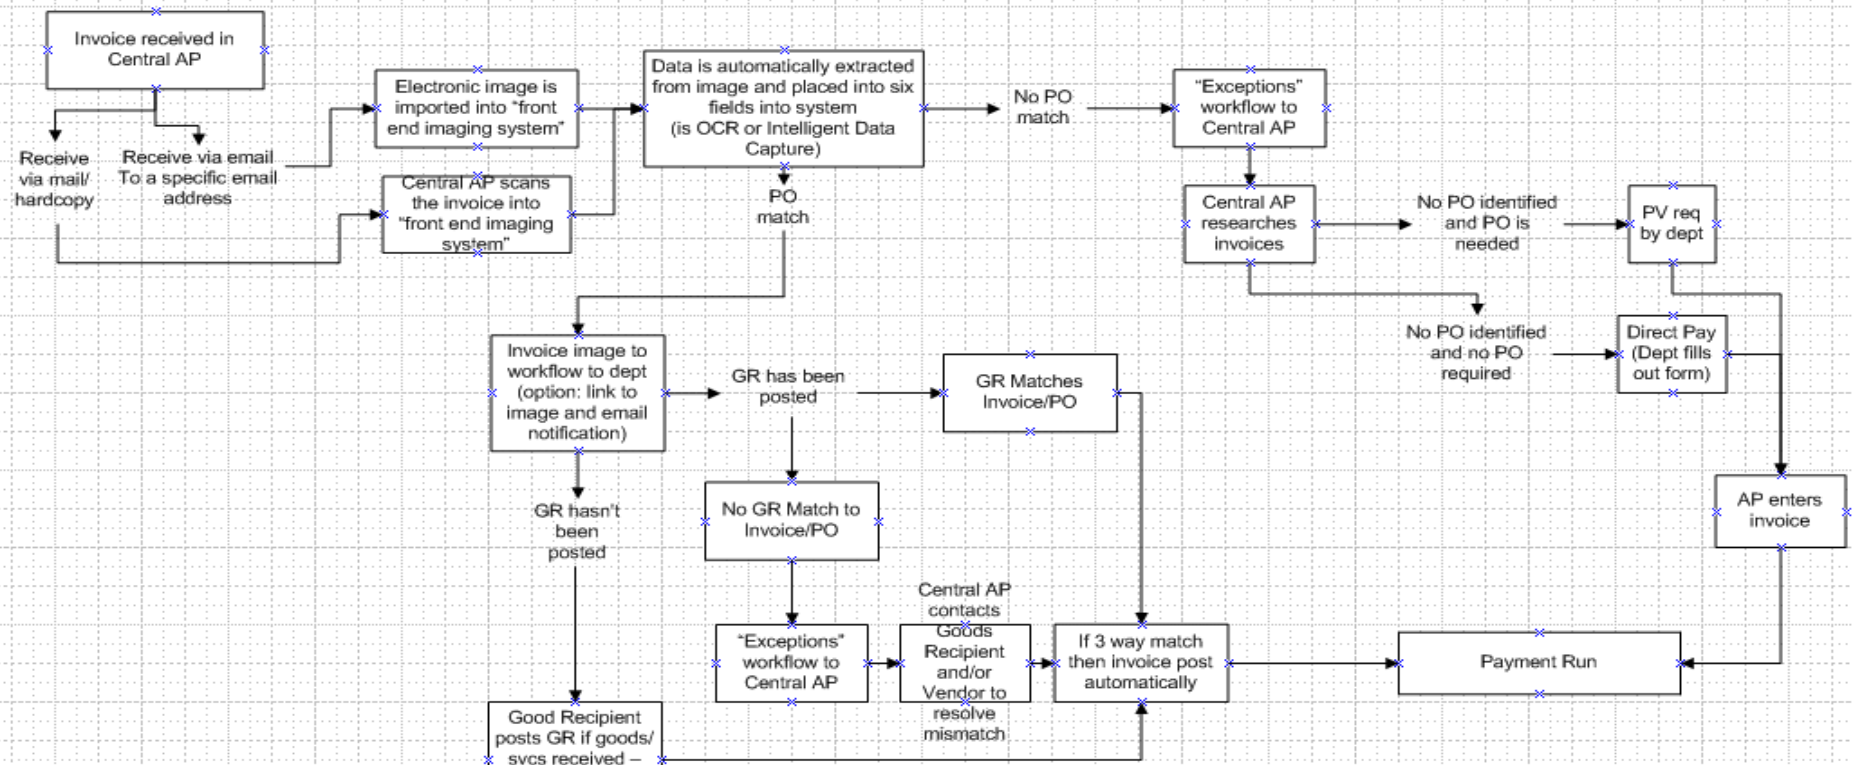 Invoice received in
Central AP
Receive
via mail/
hardcopy
Receive via email
To a specific email
address
Electronic image is
imported into “front
end imaging system”
Central AP scans
the invoice into
“front end imaging
system”
Data is automatically extracted
from image and placed into six
fields into system
(is OCR or Intelligent Data
Capture)
No PO
match
“Exceptions”
workflow to
Central AP
PO
match
Central AP
researches
invoices
No PO identified
and PO is
needed
PV req
by dept
No PO identified
and no PO
required
Direct Pay
(Dept fills
out form)
Invoice image to
workflow to dept
(option: link to
image and email
notification)
GR has been
posted
GR Matches
Invoice/PO
GR hasn't
been
posted
No GR Match to
Invoice/PO
AP enters
invoice
“Exceptions”
workflow to
Central AP
Central AP
contacts
Goods
Recipient
and/or
Vendor to
resolve
mismatch
If 3 way match
then invoice post
automatically
Payment Run
Good Recipient
posts GR if goods/
svcs received –